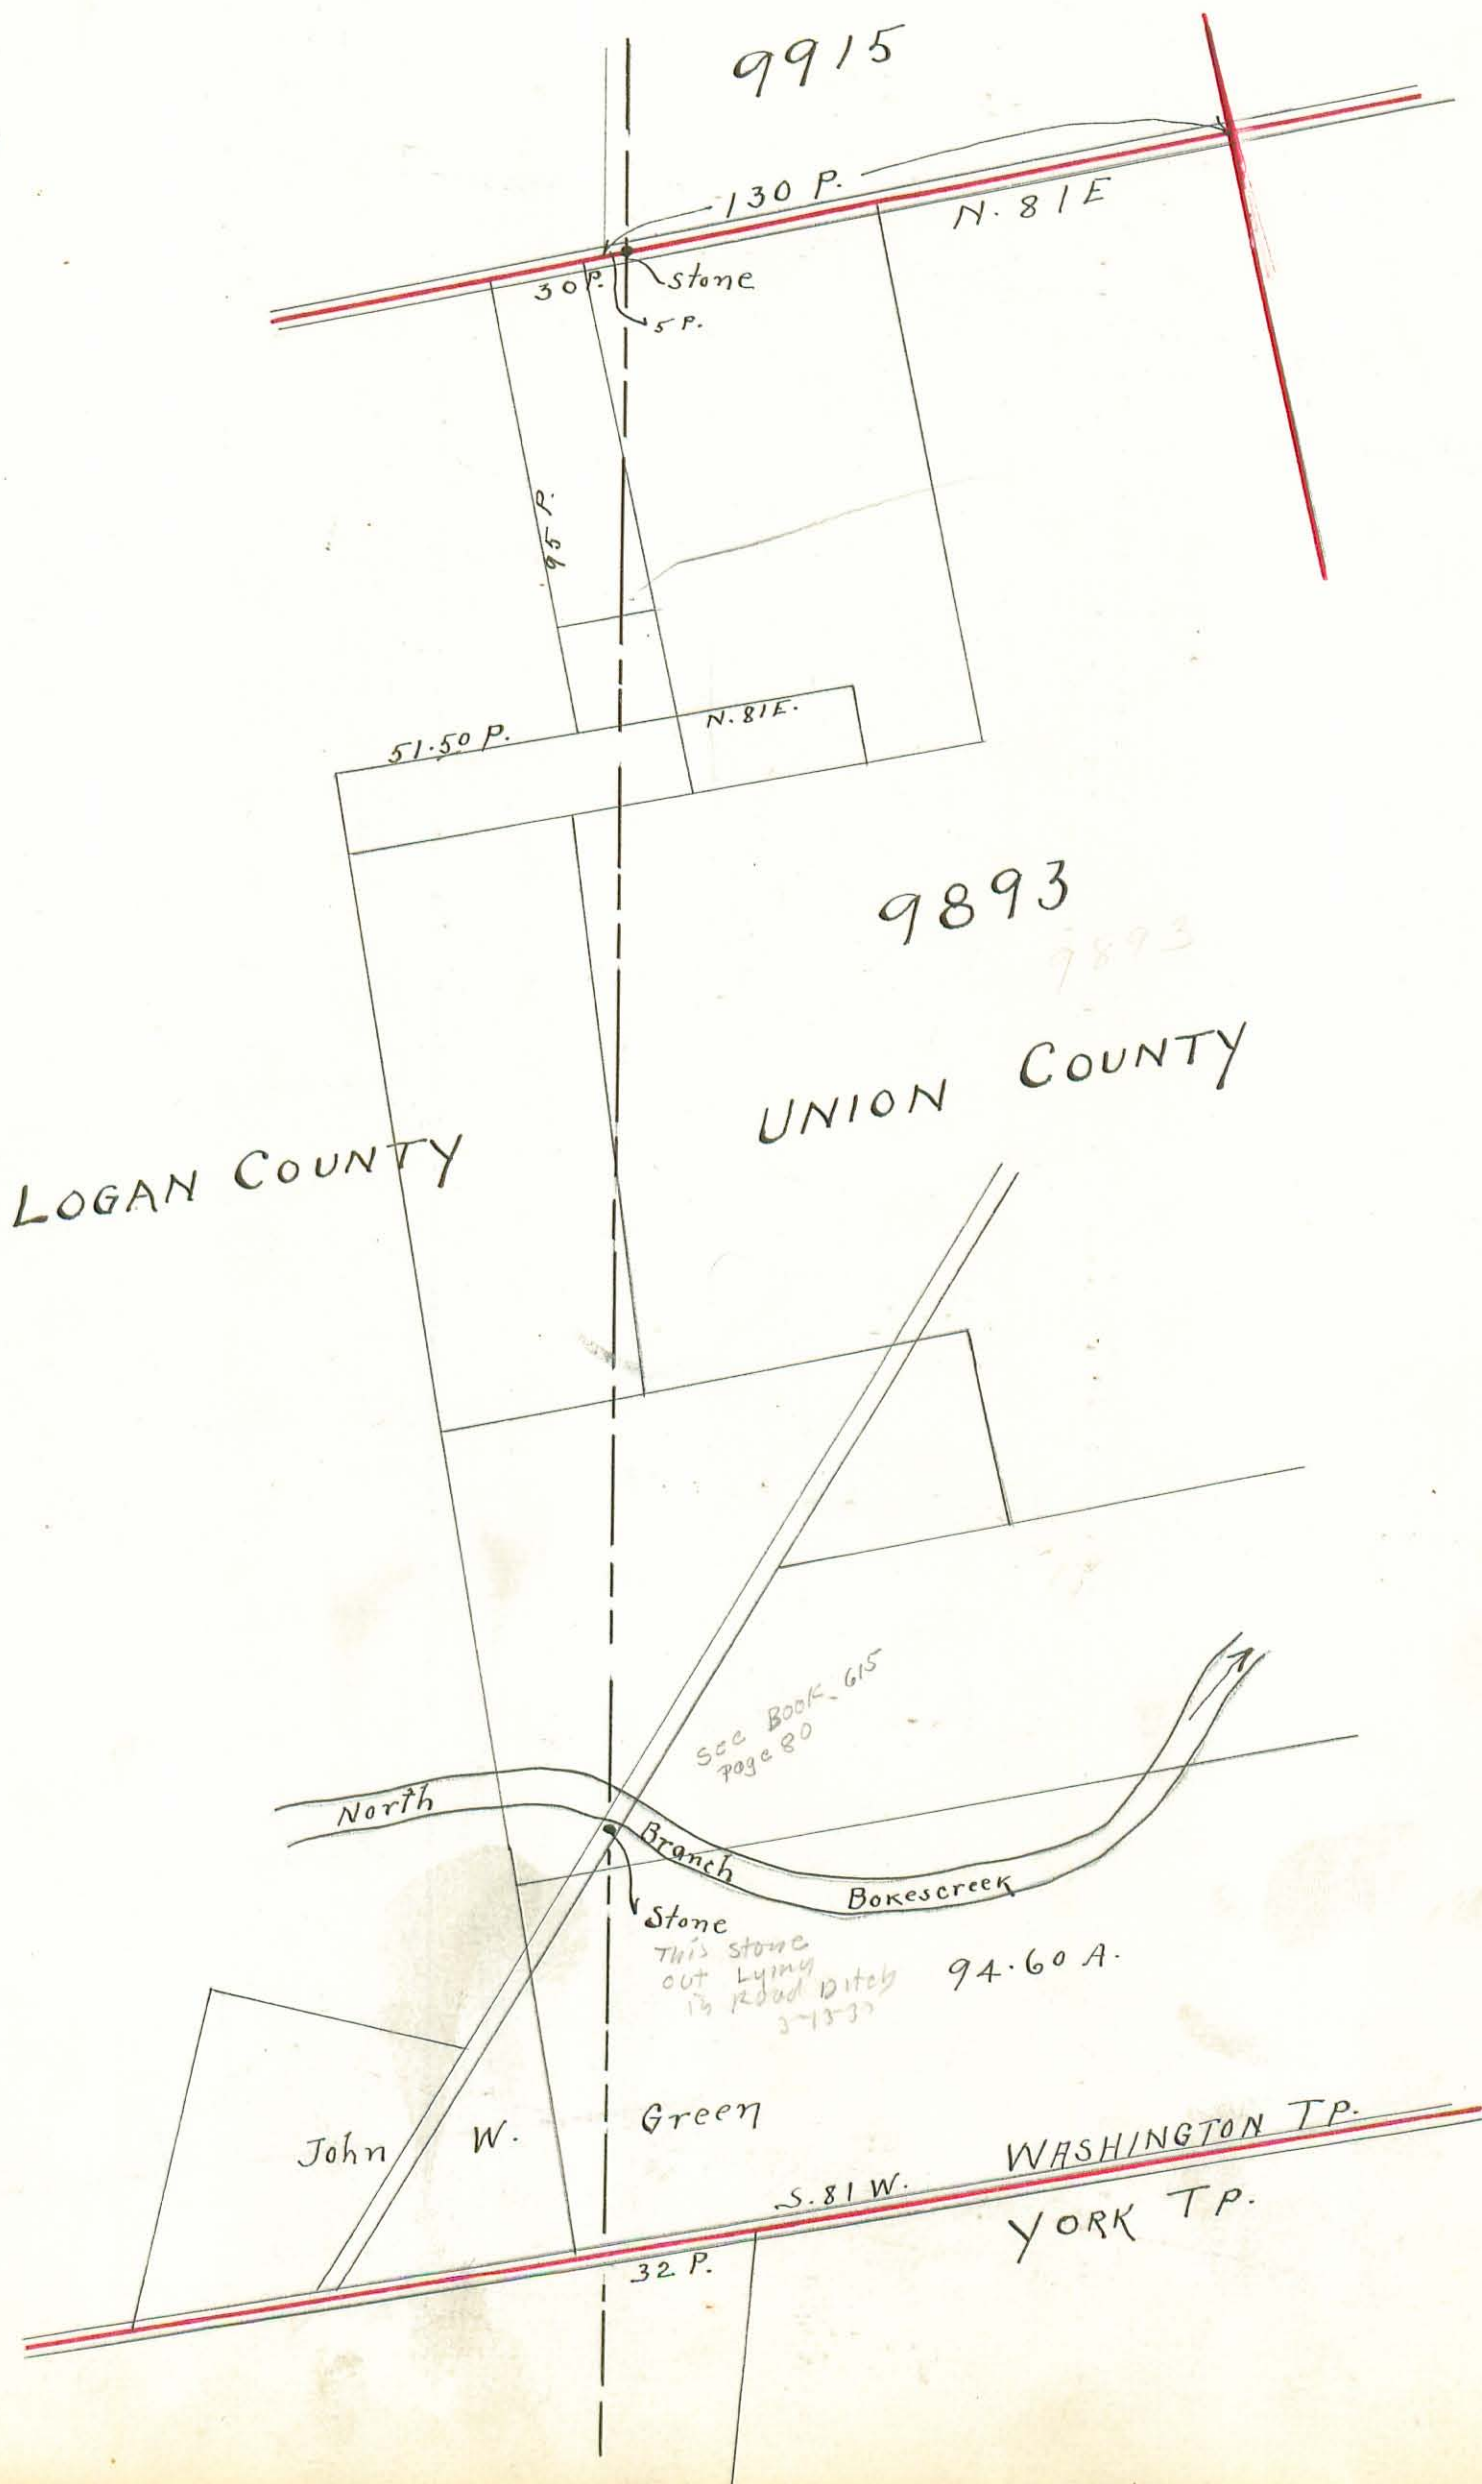 9915
130 P.
N. 81 E
30 P.
stone
5 P.
95 P.
51.50 P.
N. 81 E.
9893
9893
UNION COUNTY
LOGAN COUNTY
See Book 615
page 80
North Branch Bokescreek
Stone
This stone
out Lying
in Road Ditch
94.60 A.
John W. Green
S. 81 W.
WASHINGTON TP.
YORK TP.
32 P.